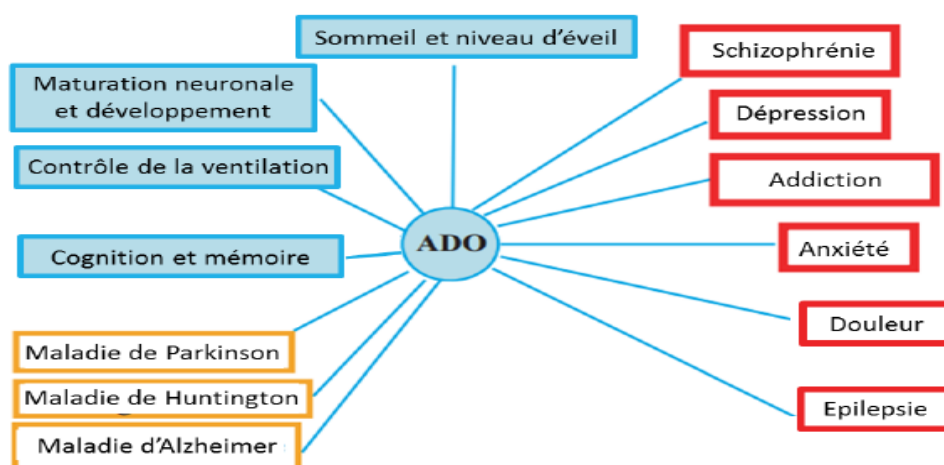 Sommeil et niveau d'éveil
Maturation neuronale
et développement
Contrôle de la ventilation
Cognition et mémoire
Maladie de Parkinson
Maladie de Huntington
Maladie d'Alzheimer
ADO
Schizophrénie
Dépression
Addiction
Anxiété
Douleur
Epilepsie